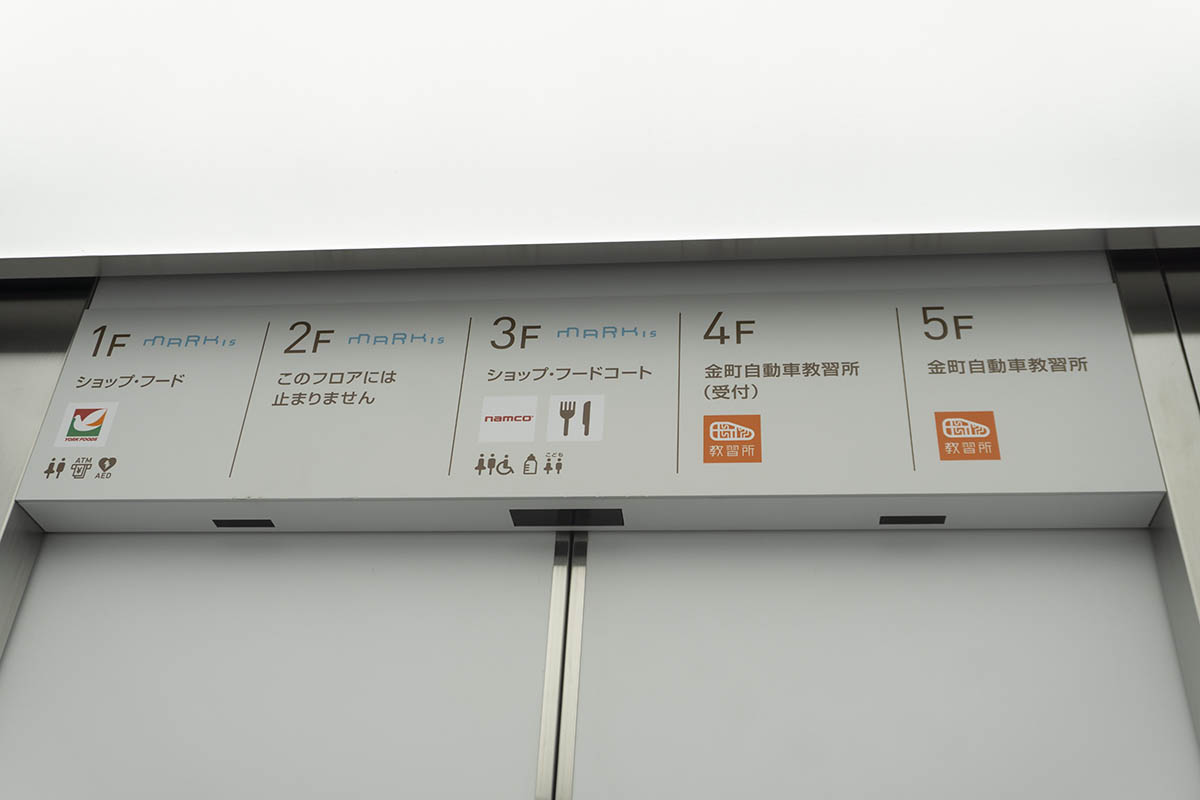 1F MARKIS
ショップ・フード
YORK FOODS
ATM
AED
2F MARKIS
このフロアには
止まりません
3F MARKIS
ショップ・フードコート
namco
こども
4F
金町自動車教習所
(受付)
教習所
5F
金町自動車教習所
教習所